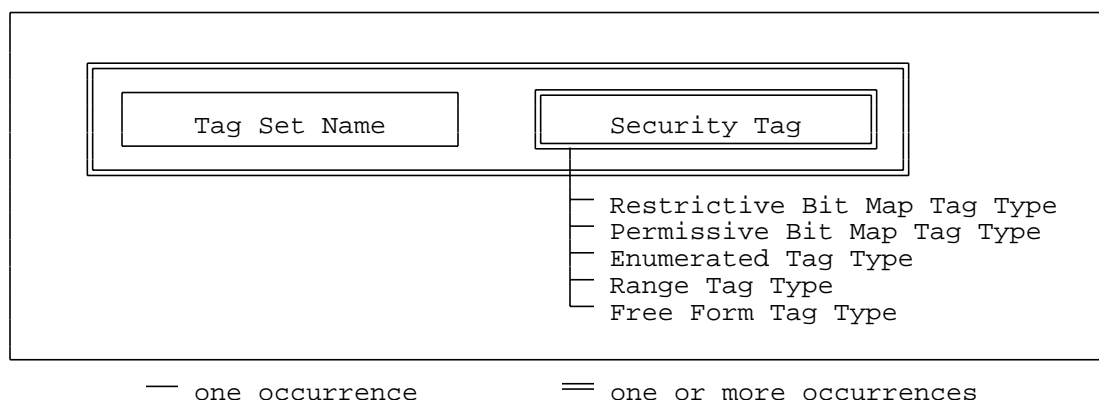 Tag Set Name Security Tag
Restrictive Bit Map Tag Type
Permissive Bit Map Tag Type
Enumerated Tag Type
Range Tag Type
Free Form Tag Type
one occurrence one or more occurrences